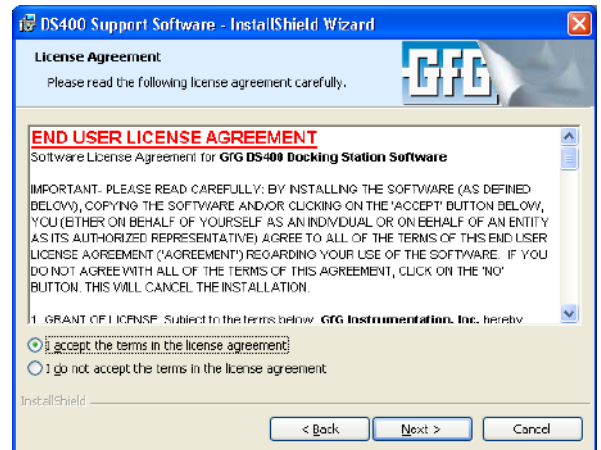 DS400 Support Software - InstallShield Wizard
License Agreement
Please read the following license agreement carefully.
GFG
END USER LICENSE AGREEMENT
Software License Agreement for GfG DS400 Docking Station Software
IMPORTANT- PLEASE READ CAREFULLY: BY INSTALLING THE SOFTWARE (AS DEFINED
BELOW), COPYING THE SOFTWARE AND/OR CLICKING ON THE 'ACCEPT' BUTTON BELOW,
YOU (EITHER ON BEHALF OF YOURSELF AS AN INDIVIDUAL OR ON BEHALF OF AN ENTITY
AS ITS AUTHORIZED REPRESENTATIVE) AGREE TO ALL OF THE TERMS OF THIS END USER
LICENSE AGREEMENT ('AGREEMENT') REGARDING YOUR USE OF THE SOFTWARE. IF YOU
DO NOT AGREE WITH ALL OF THE TERMS OF THIS AGREEMENT, CLICK ON THE 'NO'
BUTTON. THIS WILL CANCEL THE INSTALLATION.
1. GRANT OF LICENSE. Subject to the terms below, GfG Instrumentation, Inc. hereby
I accept the terms in the license agreement
I do not accept the terms in the license agreement
InstallShield
< Back
Next >
Cancel